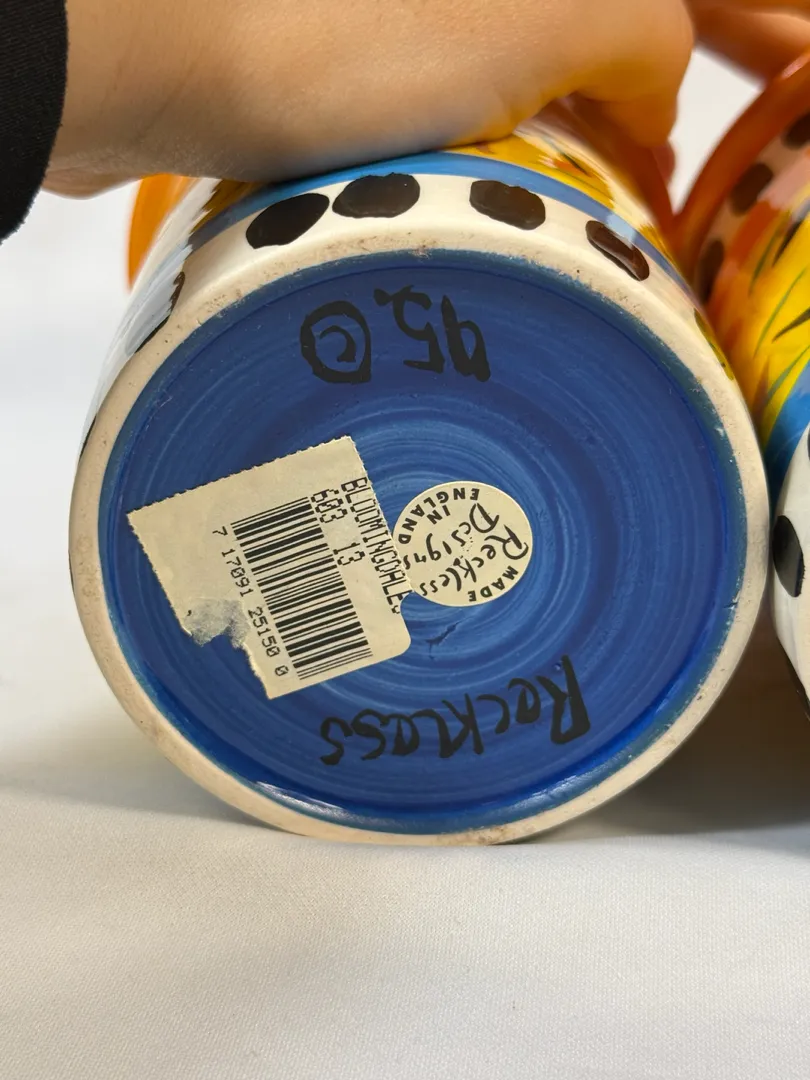 Reckless
95 ©
BLOOMINGDALES
603 13
7 17091 25150 0
MADE
Reckless
Designs
IN
ENGLAND